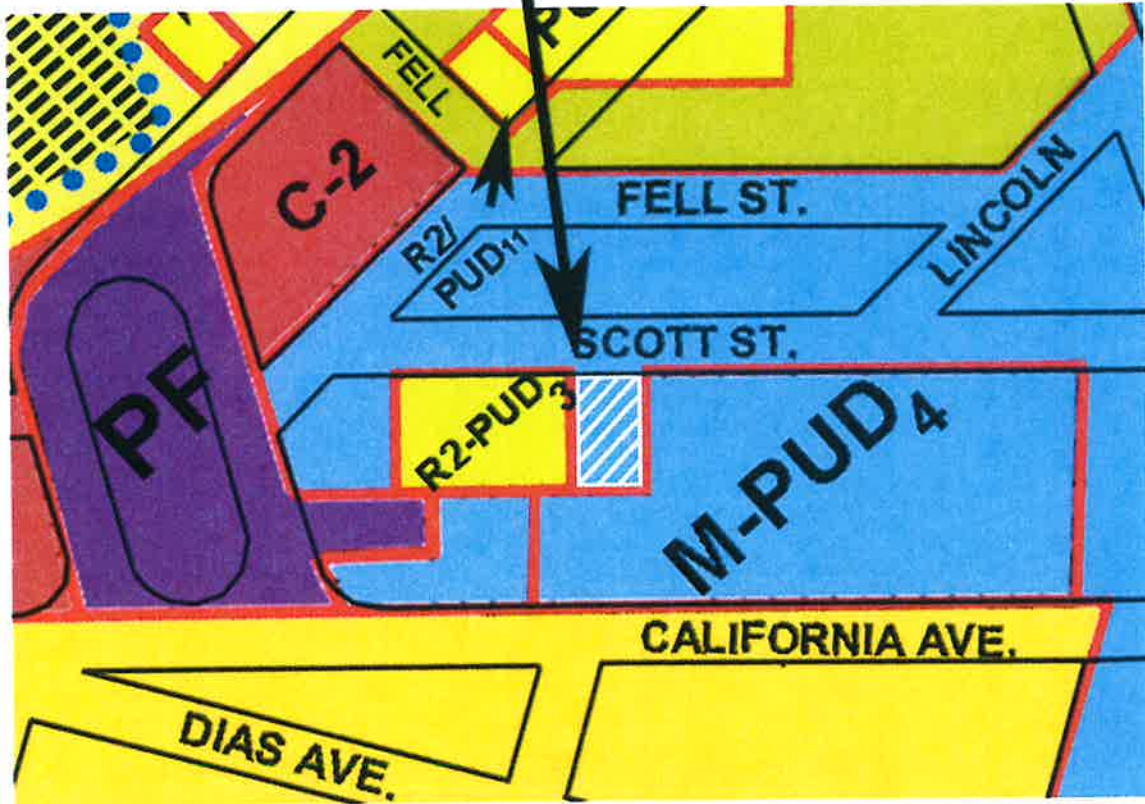 FELL
C-2
FELL ST.
LINCOLN
R2/
PUD11
SCOTT ST.
PF
R2-PUD3
M-PUD4
CALIFORNIA AVE.
DIAS AVE.